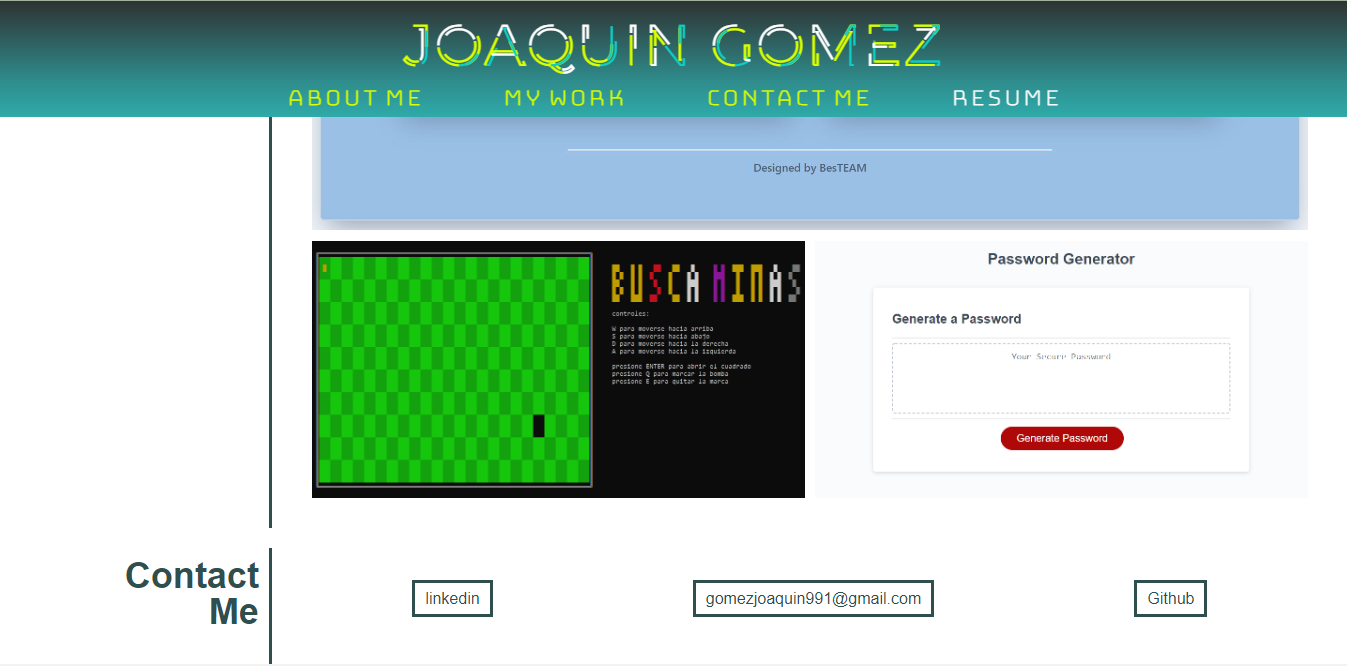 JOAQUIN GOMEZ
ABOUT ME MY WORK CONTACT ME RESUME
Designed by BesTEAM
BUSCA MINAS
controles:
W para moverse hacia arriba
S para moverse hacia abajo
D para moverse hacia la derecha
A para moverse hacia la izquierda
presione ENTER para abrir el cuadrado
presione Q para marcar la bomba
presione E para quitar la marca
Password Generator
Generate a Password
Your Secure Password
Generate Password
Contact
Me
linkedin
gomezjoaquin991@gmail.com
Github